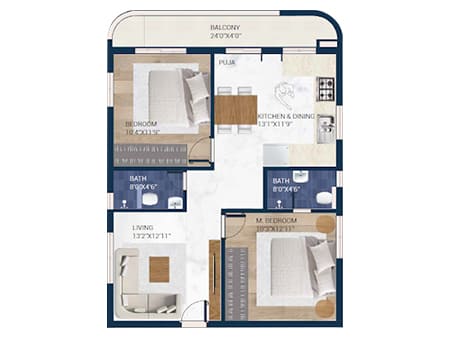 BALCONY
24'0"X4'0"
PUJA
BEDROOM
10'4"X11'9"
KITCHEN & DINING
13'1"X11'9"
BATH
8'0"X4'6"
BATH
8'0"X4'6"
LIVING
13'2"X12'11"
M. BEDROOM
10'3"X12'11"